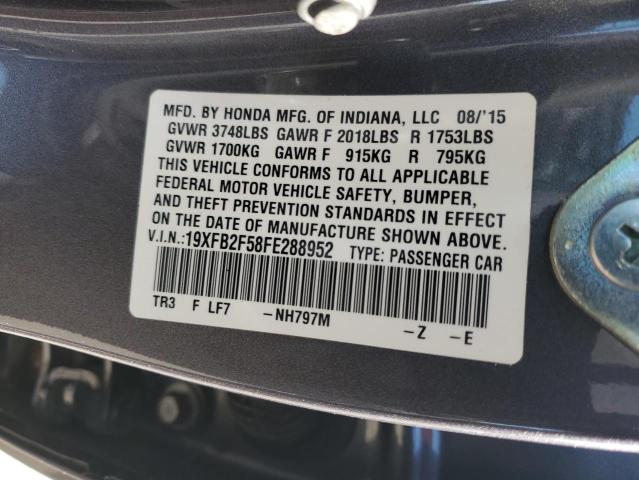 MFD. BY HONDA MFG. OF INDIANA, LLC 08/'15
GVWR 3748LBS GAWR F 2018LBS R 1753LBS
GVWR 1700KG GAWR F 915KG R 795KG
THIS VEHICLE CONFORMS TO ALL APPLICABLE
FEDERAL MOTOR VEHICLE SAFETY, BUMPER,
AND THEFT PREVENTION STANDARDS IN EFFECT
ON THE DATE OF MANUFACTURE SHOWN ABOVE.
V.I.N.:19XFB2F58FE288952 TYPE: PASSENGER CAR
TR3 F LF7 -NH797M -Z -E